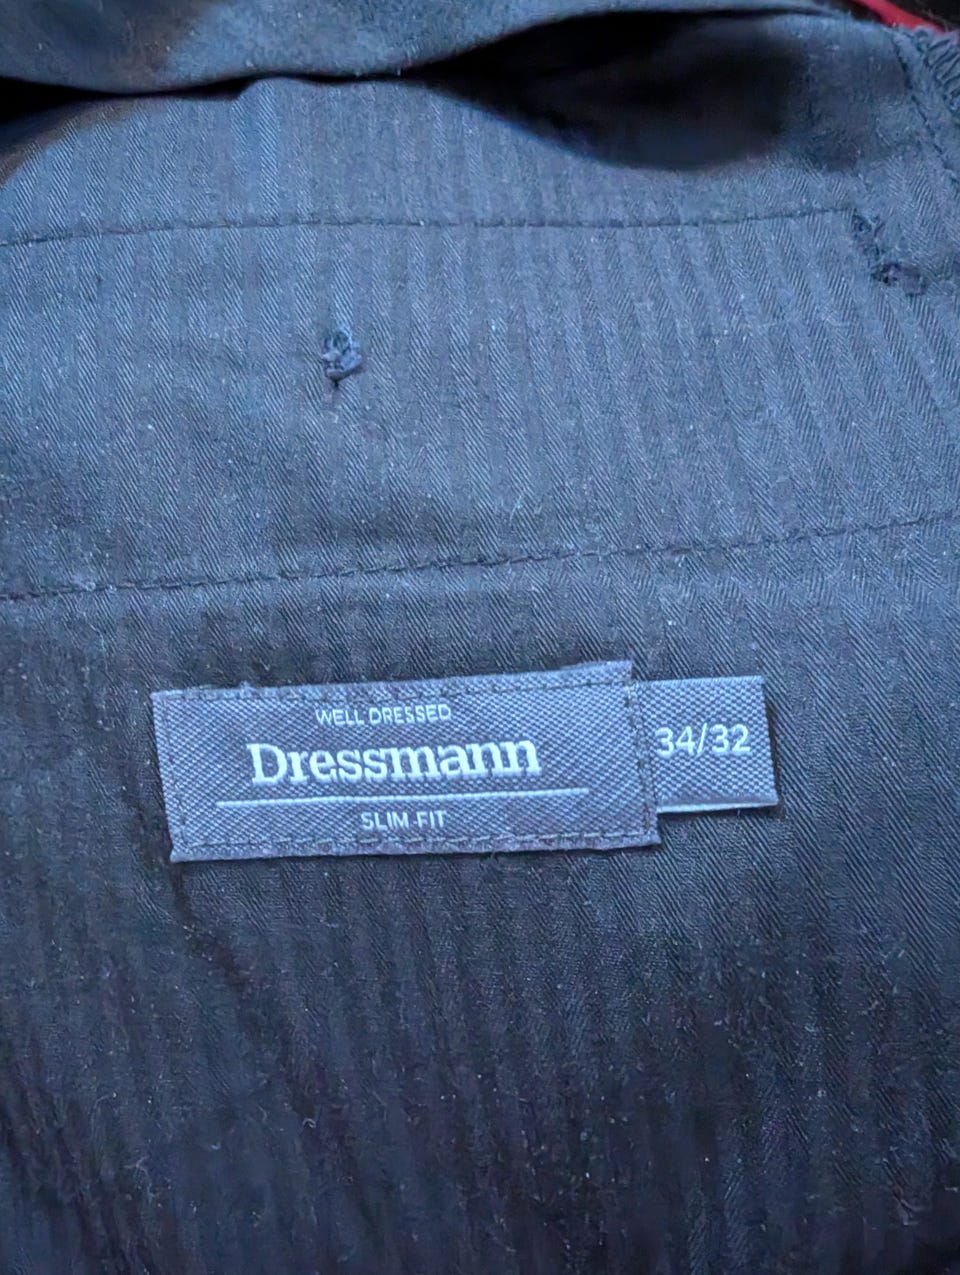 WELL DRESSED
Dressmann
SLIM FIT
34/32